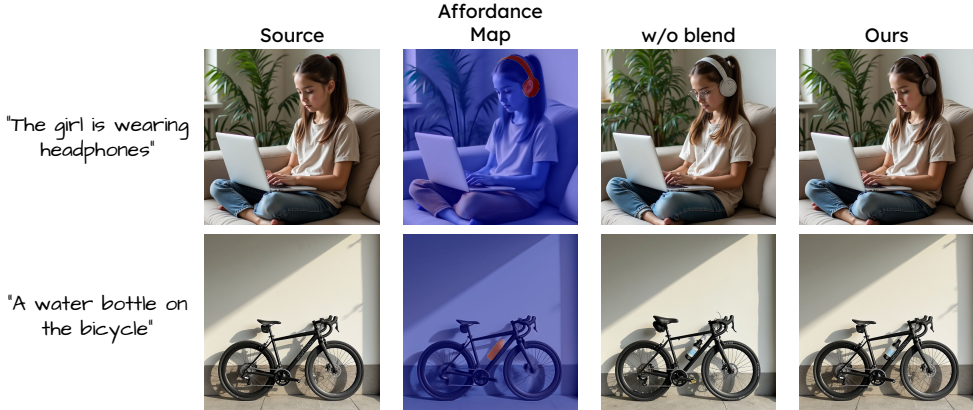 Source
Affordance
Map
w/o blend
Ours
"The girl is wearing
headphones"
"A water bottle on
the bicycle"